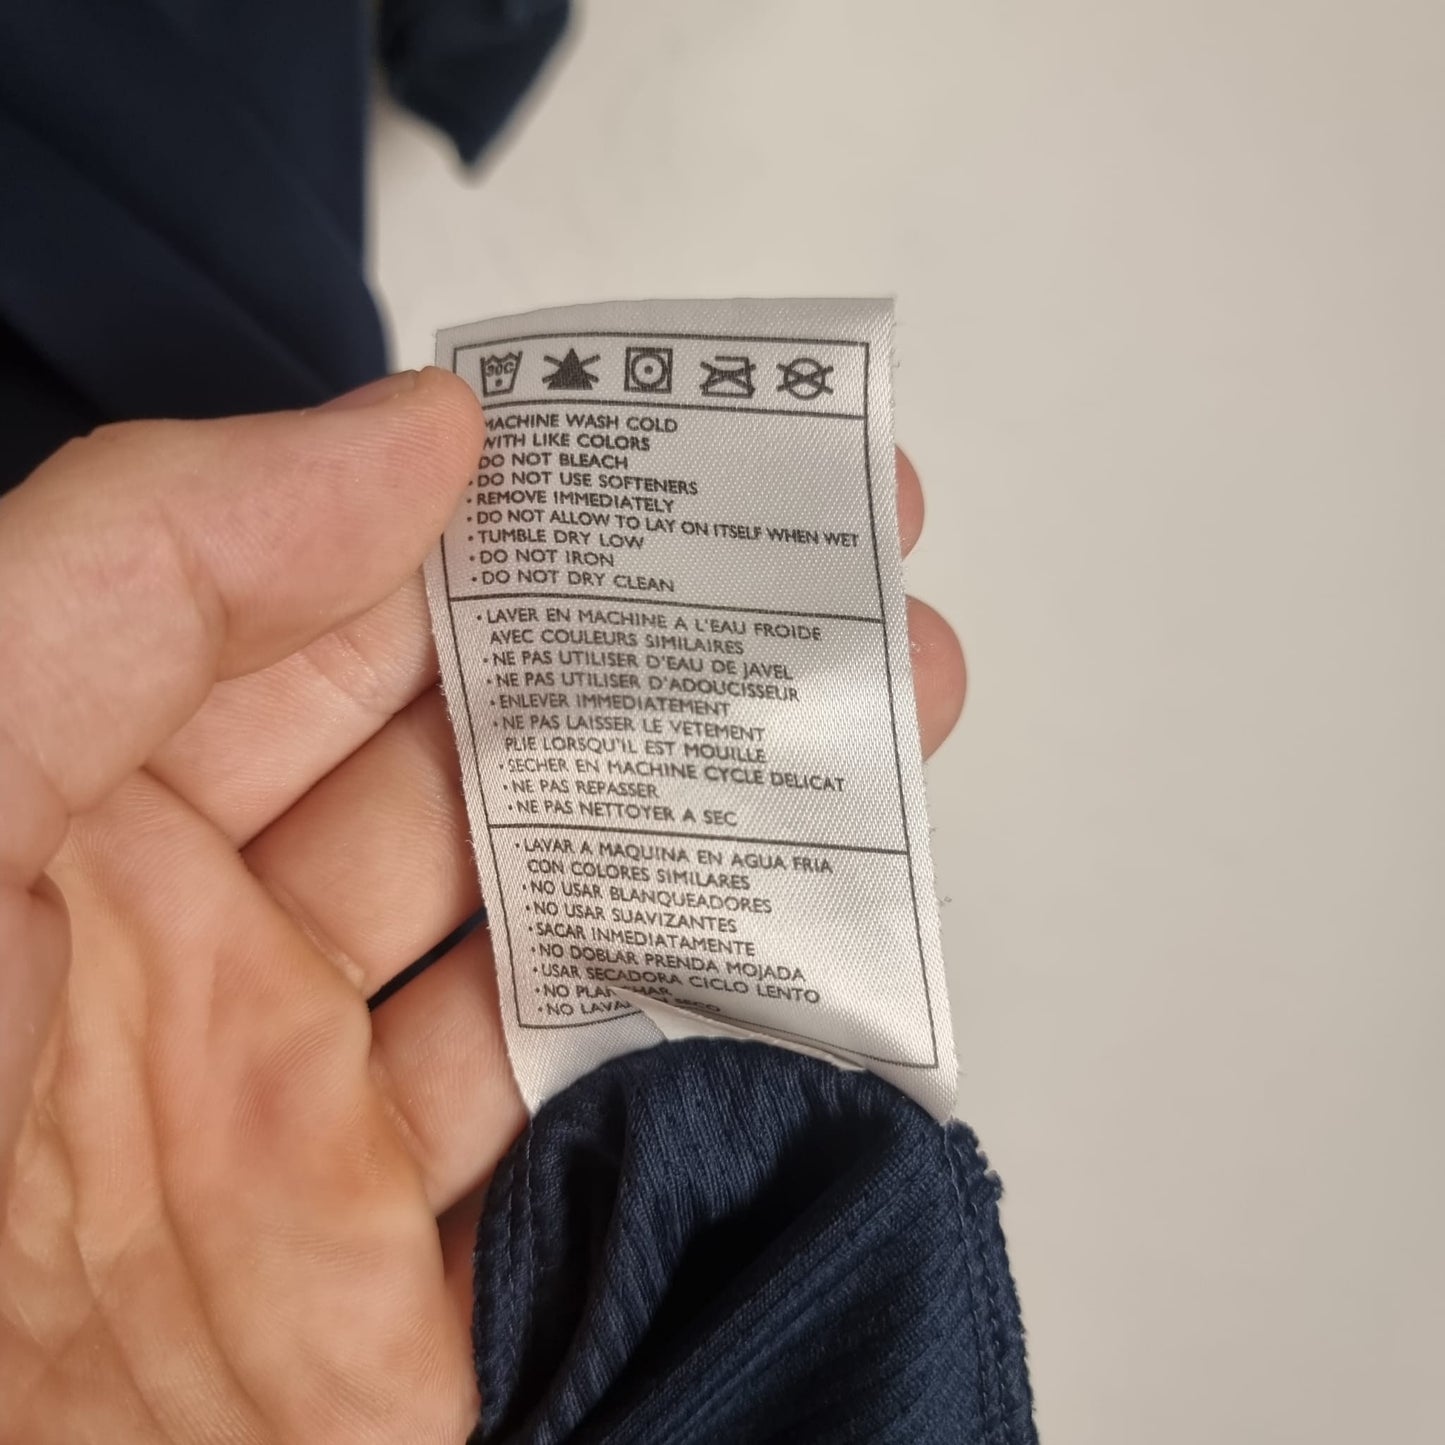 30C
MACHINE WASH COLD
WITH LIKE COLORS
DO NOT BLEACH
• DO NOT USE SOFTENERS
• REMOVE IMMEDIATELY
• DO NOT ALLOW TO LAY ON ITSELF WHEN WET
• TUMBLE DRY LOW
• DO NOT IRON
• DO NOT DRY CLEAN
• LAVER EN MACHINE A L'EAU FROIDE
AVEC COULEURS SIMILAIRES
• NE PAS UTILISER D'EAU DE JAVEL
• NE PAS UTILISER D'ADOUCISSEUR
• ENLEVER IMMEDIATEMENT
• NE PAS LAISSER LE VETEMENT
PLIE LORSQU'IL EST MOUILLE
• SECHER EN MACHINE CYCLE DELICAT
• NE PAS REPASSER
• NE PAS NETTOYER A SEC
• LAVAR A MAQUINA EN AGUA FRIA
CON COLORES SIMILARES
• NO USAR BLANQUEADORES
• NO USAR SUAVIZANTES
• SACAR INMEDIATAMENTE
• NO DOBLAR PRENDA MOJADA
• USAR SECADORA CICLO LENTO
• NO
• NO SECO